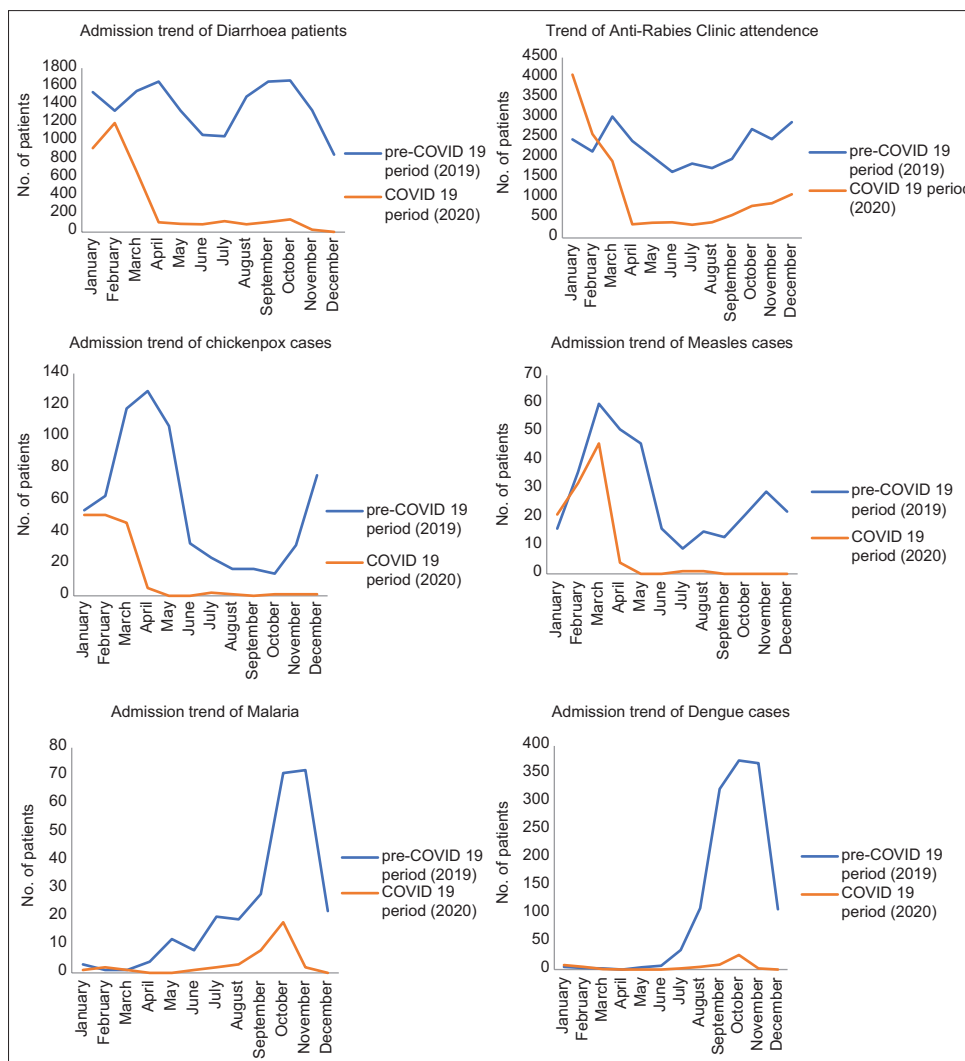 Admission trend of Diarrhoea patients
No. of patients
1800
1600
1400
1200
1000
800
600
400
200
0
January
February
March
April
May
June
July
August
September
October
November
December
pre-COVID 19
period (2019)
COVID 19
period (2020)
Trend of Anti-Rabies Clinic attendence
No. of patients
4500
4000
3500
3000
2500
2000
1500
1000
500
0
January
February
March
April
May
June
July
August
September
October
November
December
pre-COVID 19
period (2019)
COVID 19 period
(2020)
Admission trend of chickenpox cases
No. of patients
140
120
100
80
60
40
20
0
January
February
March
April
May
June
July
August
September
October
November
December
pre-COVID 19
period (2019)
COVID 19
period (2020)
Admission trend of Measles cases
No. of patients
70
60
50
40
30
20
10
0
January
February
March
April
May
June
July
August
September
October
November
December
pre-COVID 19
period (2019)
COVID 19
period (2020)
Admission trend of Malaria
No. of patients
80
70
60
50
40
30
20
10
0
January
February
March
April
May
June
July
August
September
October
November
December
pre-COVID 19
period (2019)
COVID 19
period (2020)
Admission trend of Dengue cases
No. of patients
400
350
300
250
200
150
100
50
0
January
February
March
April
May
June
July
August
September
October
November
December
pre-COVID 19
period (2019)
COVID 19
period (2020)